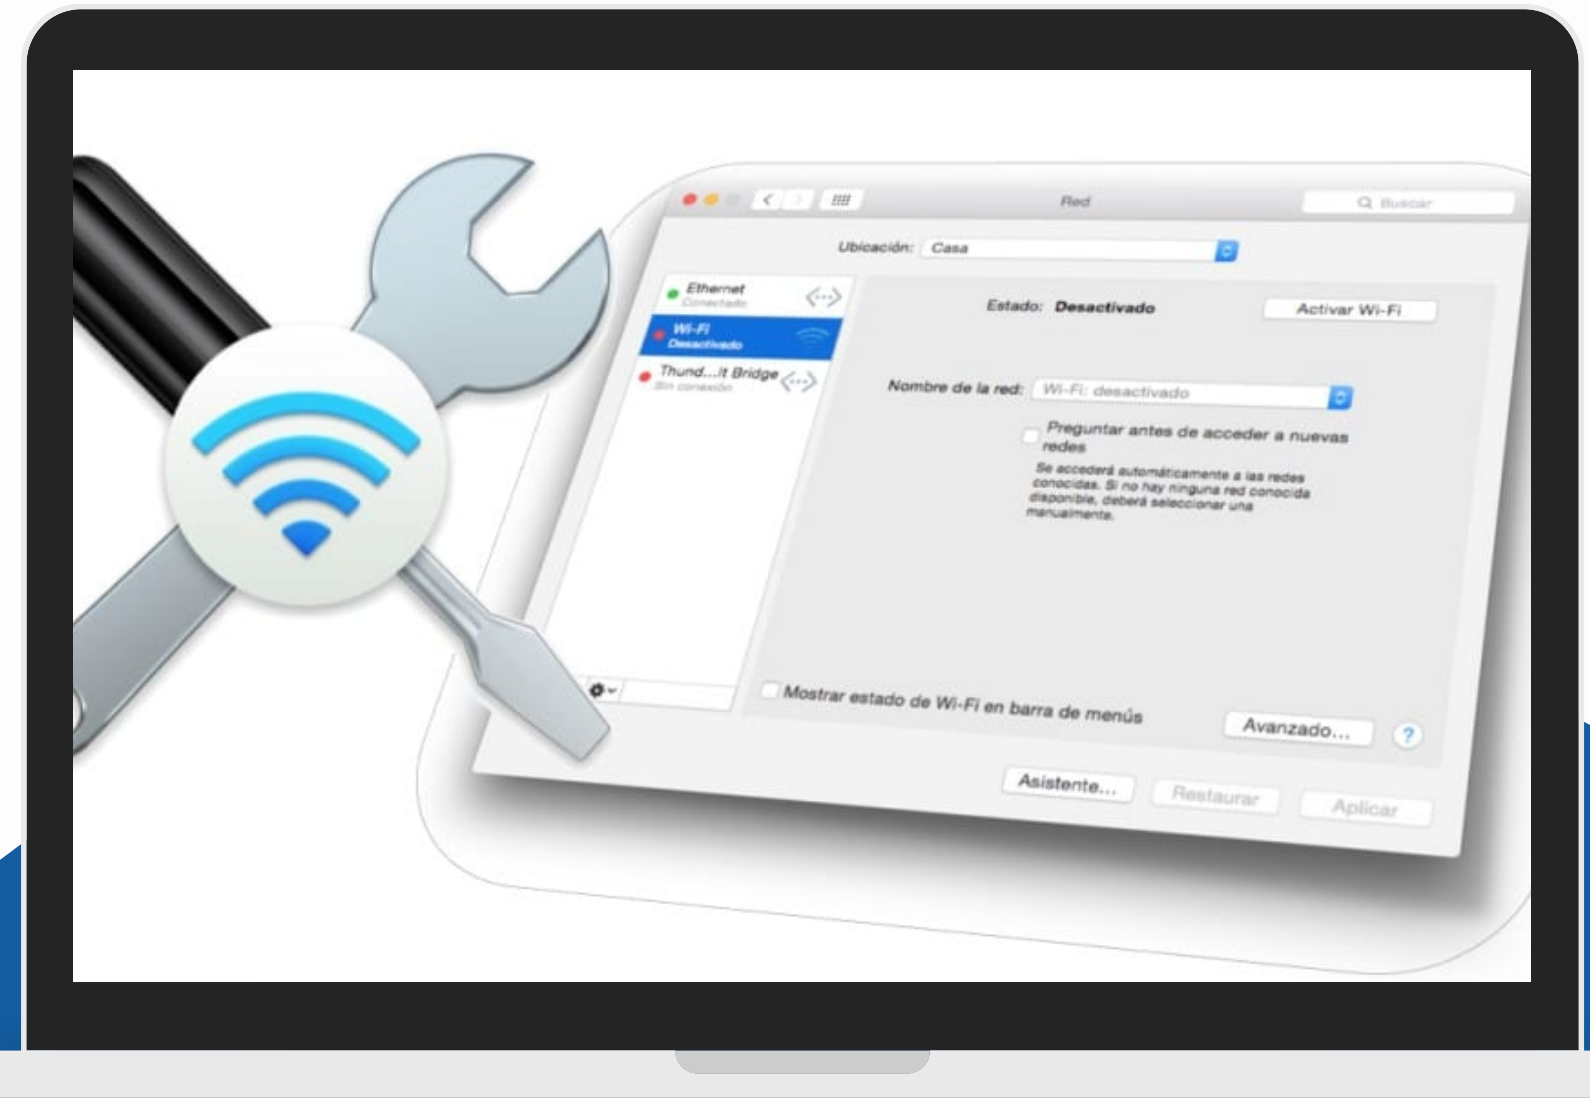 Red
Buscar
Ubicación: Casa
Ethernet
Conectado
Wi-Fi
Desactivado
Thund...it Bridge
Sin conexión
Estado: Desactivado
Activar Wi-Fi
Nombre de la red: Wi-Fi: desactivado
Preguntar antes de acceder a nuevas
redes
Se accederá automáticamente a las redes
conocidas. Si no hay ninguna red conocida
disponible, deberá seleccionar una
manualmente.
Mostrar estado de Wi-Fi en barra de menús
Avanzado...
?
Asistente...
Restaurar
Aplicar